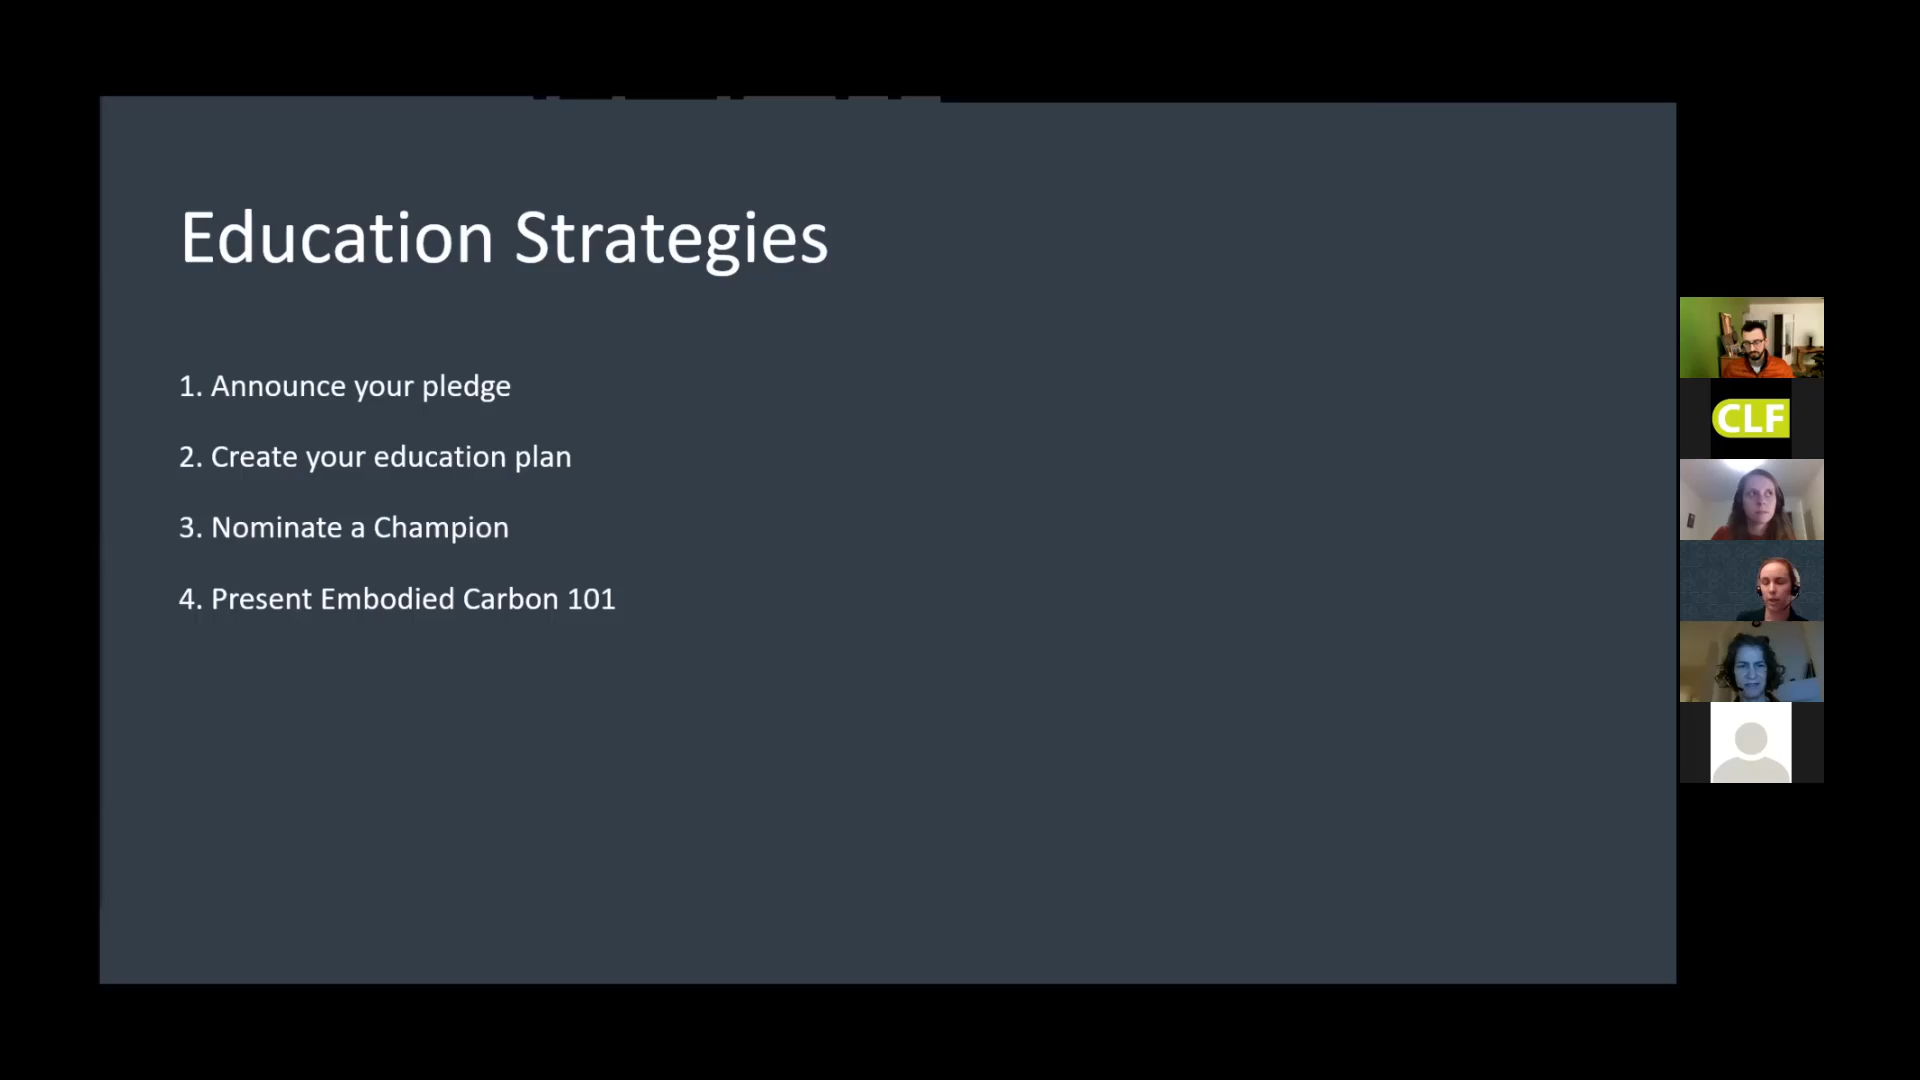 Education Strategies
1. Announce your pledge
2. Create your education plan
3. Nominate a Champion
4. Present Embodied Carbon 101
CLF